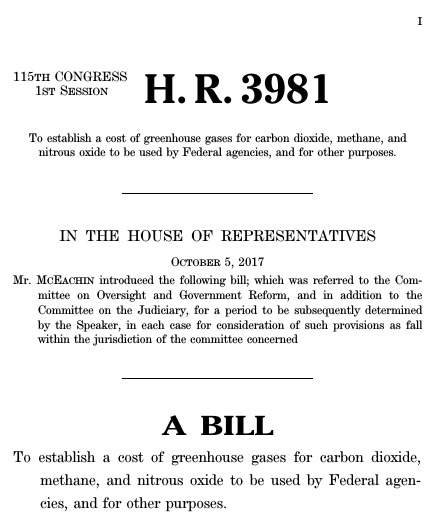 I
115TH CONGRESS
1ST SESSION
H. R. 3981
To establish a cost of greenhouse gases for carbon dioxide, methane, and
nitrous oxide to be used by Federal agencies, and for other purposes.
IN THE HOUSE OF REPRESENTATIVES
OCTOBER 5, 2017
Mr. MCEACHIN introduced the following bill; which was referred to the Com-
mittee on Oversight and Government Reform, and in addition to the
Committee on the Judiciary, for a period to be subsequently determined
by the Speaker, in each case for consideration of such provisions as fall
within the jurisdiction of the committee concerned
A BILL
To establish a cost of greenhouse gases for carbon dioxide,
methane, and nitrous oxide to be used by Federal agen-
cies, and for other purposes.